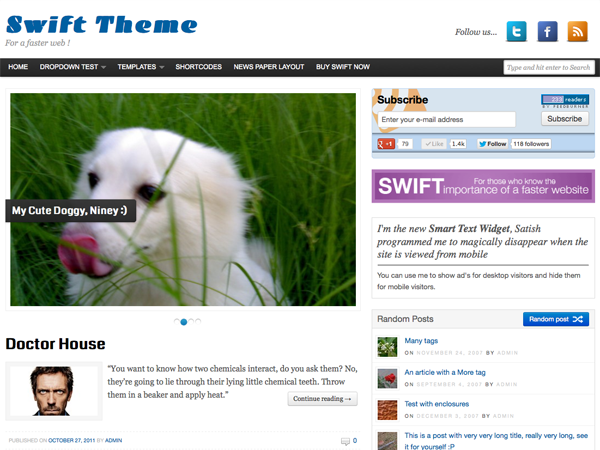 Swift Theme
For a faster web !
Follow us...
HOME DROPDOWN TEST TEMPLATES SHORTCODES NEWS PAPER LAYOUT BUY SWIFT NOW
Type and hit enter to Search
My Cute Doggy, Niney :)
Doctor House
"You want to know how two chemicals interact, do you ask them? No,
they're going to lie through their lying little chemical teeth. Throw
them in a beaker and apply heat."
Continue reading →
PUBLISHED ON OCTOBER 27, 2011 BY ADMIN
0
Subscribe
readers
BY FEEDBURNER
Enter your e-mail address
Subscribe
+1 79 Like 1.4k Follow 118 followers
SWIFT For those who know the
importance of a faster website
I'm the new Smart Text Widget, Satish
programmed me to magically disappear when the
site is viewed from mobile
You can use me to show ad's for desktop visitors and hide them
for mobile visitors.
Random Posts
Random post
Many tags
ON NOVEMBER 24, 2007 BY ADMIN
An article with a More tag
ON SEPTEMBER 4, 2007 BY ADMIN
Test with enclosures
ON DECEMBER 5, 2007 BY ADMIN
This is a post with very very long title, really very long, see
it for yourself :P